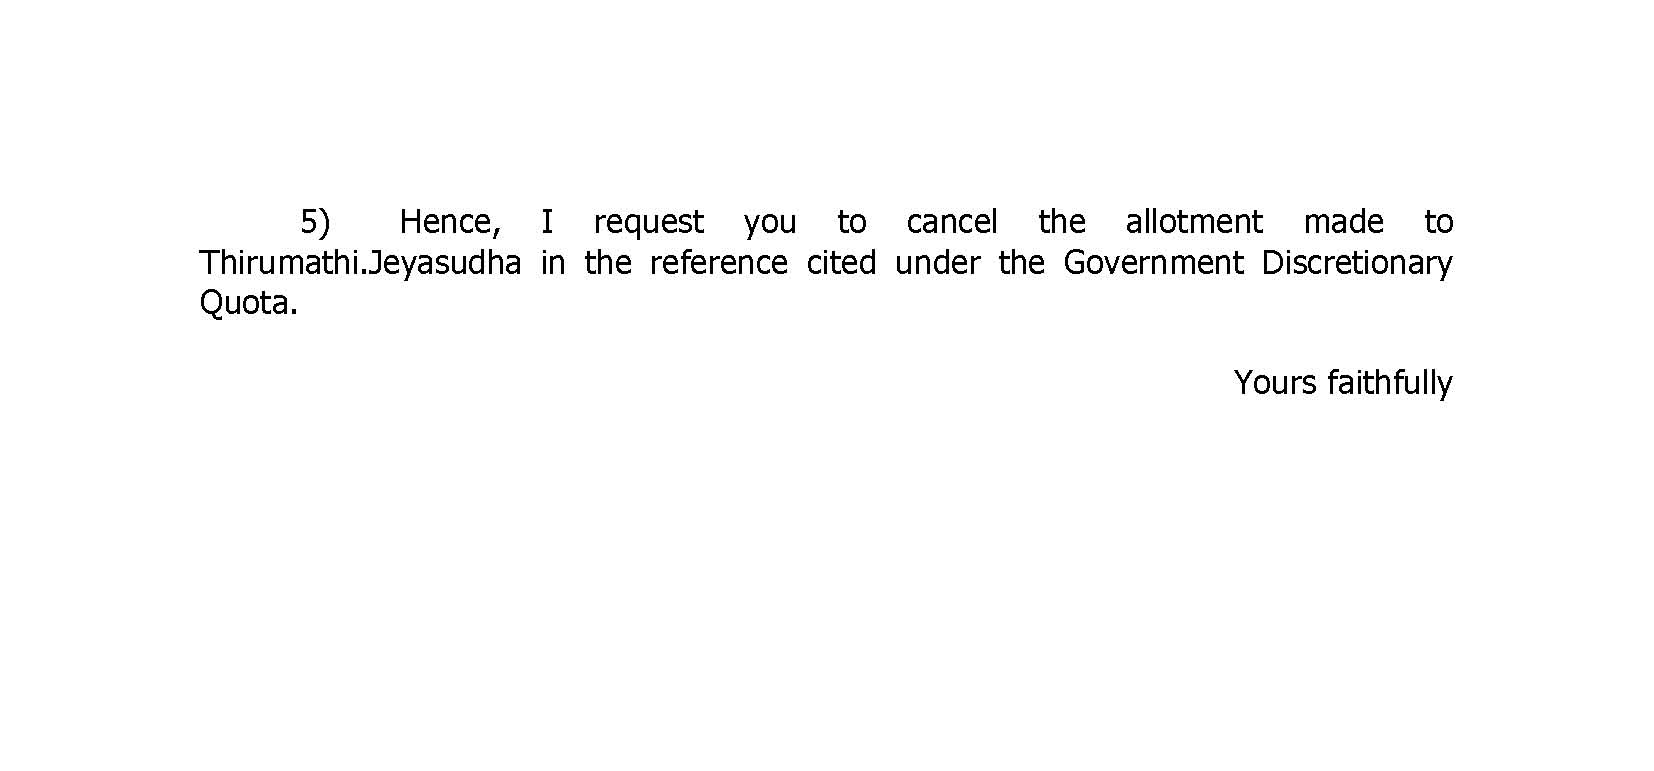 5) Hence, I request you to cancel the allotment made to
Thirumathi.Jeyasudha in the reference cited under the Government Discretionary
Quota.
Yours faithfully